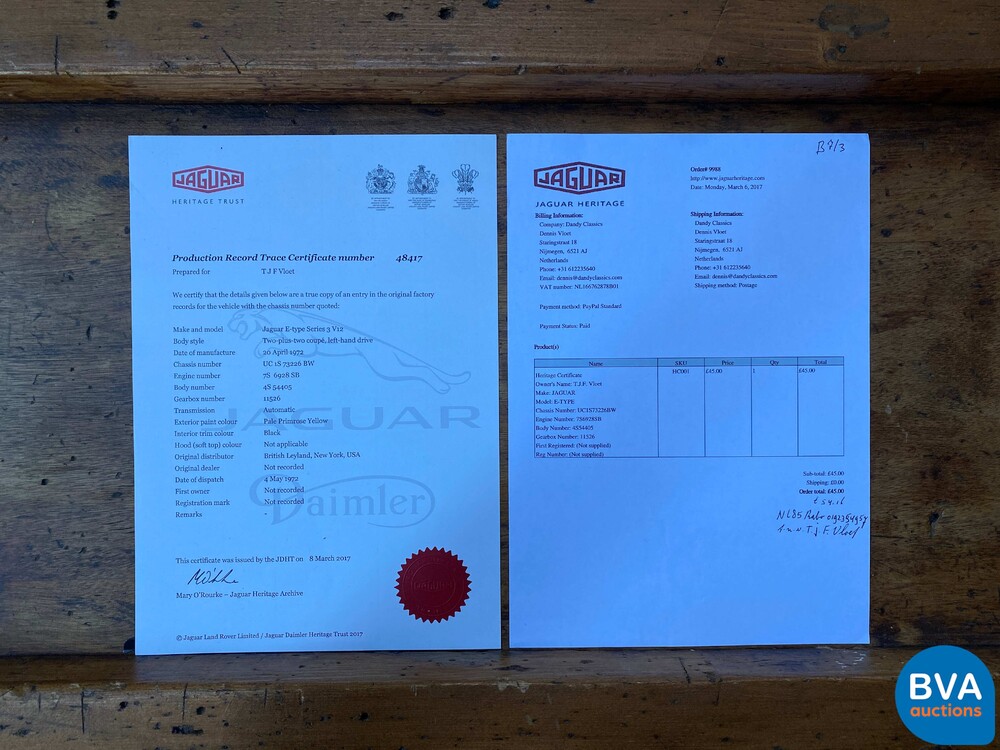 JAGUAR
HERITAGE TRUST
Production Record Trace Certificate number 48417
Prepared for T J F Vloet
We certify that the details given below are a true copy of an entry in the original factory
records for the vehicle with the chassis number quoted:
Make and model Jaguar E-type Series 3 V12
Body style Two-plus-two coupé, left-hand drive
Date of manufacture 20 April 1972
Chassis number UC 1S 73226 BW
Engine number 7S 6928 SB
Body number 4S 54405
Gearbox number 11526
Transmission Automatic
Exterior paint colour Pale Primrose Yellow
Interior trim colour Black
Hood (soft top) colour Not applicable
Original distributor British Leyland, New York, USA
Original dealer Not recorded
Date of dispatch 4 May 1972
First owner Not recorded
Registration mark Not recorded
Remarks -
JAGUAR
Daimler
This certificate was issued by the JDHT on 8 March 2017
Mary O'Rourke – Jaguar Heritage Archive
© Jaguar Land Rover Limited / Jaguar Daimler Heritage Trust 2017
B7/3
JAGUAR
JAGUAR HERITAGE
Order# 9988
http://www.jaguarheritage.com
Date: Monday, March 6, 2017
Billing Information:
Company: Dandy Classics
Dennis Vloet
Staringstraat 18
Nijmegen, 6521 AJ
Netherlands
Phone: +31 612235640
Email: dennis@dandyclassics.com
VAT number: NL166762878B01
Shipping Information:
Dandy Classics
Dennis Vloet
Staringstraat 18
Nijmegen, 6521 AJ
Netherlands
Phone: +31 612235640
Email: dennis@dandyclassics.com
Shipping method: Postage
Payment method: PayPal Standard
Payment Status: Paid
Product(s)
Name SKU Price Qty Total
Heritage Certificate HC001 £45.00 1 £45.00
Owner's Name: T.J.F. Vloet
Make: JAGUAR
Model: E-TYPE
Chassis Number: UC1S73226BW
Engine Number: 7S6928SB
Body Number: 4S54405
Gearbox Number: 11526
First Registered: (Not supplied)
Reg Number: (Not supplied)
Sub-total: £45.00
Shipping: £0.00
Order total: £45.00
€ 54.16
NL85 Rabo
T.j.F. Vloet
BVA
auctions